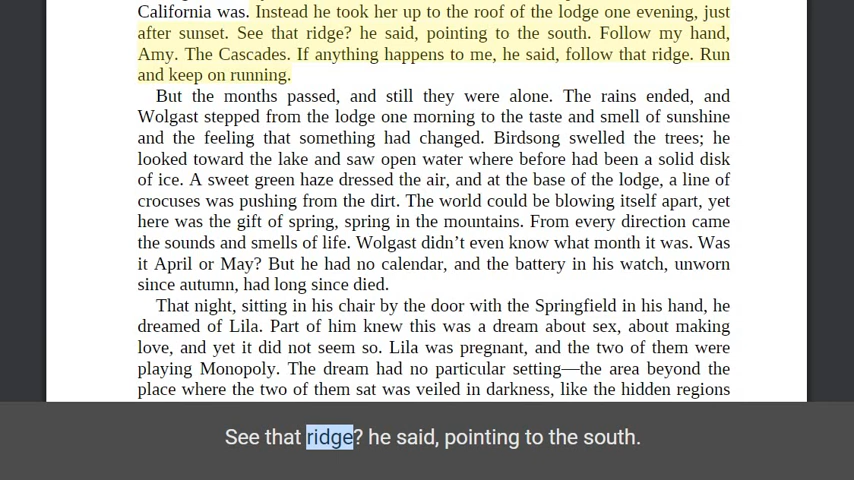 California was. Instead he took her up to the roof of the lodge one evening, just
after sunset. See that ridge? he said, pointing to the south. Follow my hand,
Amy. The Cascades. If anything happens to me, he said, follow that ridge. Run
and keep on running.
But the months passed, and still they were alone. The rains ended, and
Wolgast stepped from the lodge one morning to the taste and smell of sunshine
and the feeling that something had changed. Birdsong swelled the trees; he
looked toward the lake and saw open water where before had been a solid disk
of ice. A sweet green haze dressed the air, and at the base of the lodge, a line of
crocuses was pushing from the dirt. The world could be blowing itself apart, yet
here was the gift of spring, spring in the mountains. From every direction came
the sounds and smells of life. Wolgast didn’t even know what month it was. Was
it April or May? But he had no calendar, and the battery in his watch, unworn
since autumn, had long since died.
That night, sitting in his chair by the door with the Springfield in his hand, he
dreamed of Lila. Part of him knew this was a dream about sex, about making
love, and yet it did not seem so. Lila was pregnant, and the two of them were
playing Monopoly. The dream had no particular setting—the area beyond the
place where the two of them sat was veiled in darkness, like the hidden regions
See that ridge? he said, pointing to the south.